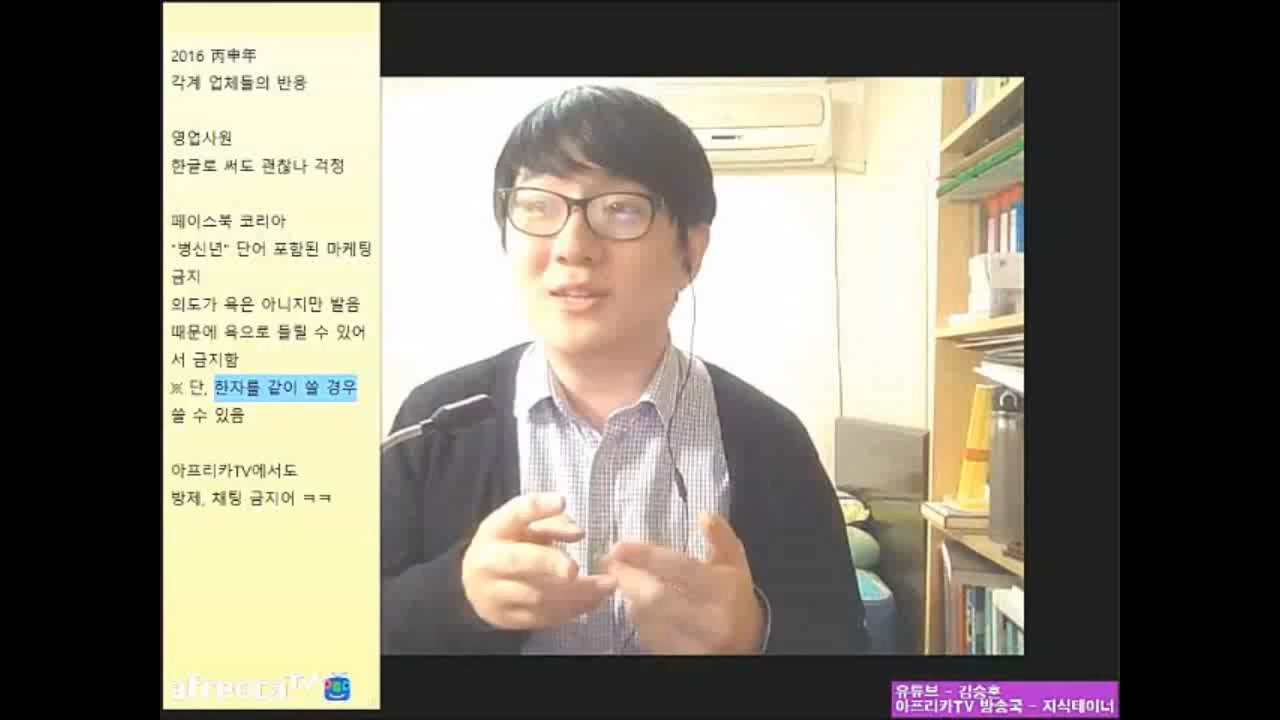 2016 丙申年
각계 업체들의 반응
영업사원
한글로 써도 괜찮나 걱정
페이스북 코리아
"병신년" 단어 포함된 마케팅
금지
의도가 욕은 아니지만 발음
때문에 욕으로 들릴 수 있어
서 금지함
※ 단, 한자를 같이 쓸 경우
쓸 수 있음
아프리카TV에서도
방제, 채팅 금지어 ㅋㅋ
afreecaTV
유튜브 - 김승훈
아프리카TV 방송국 - 지식테이너